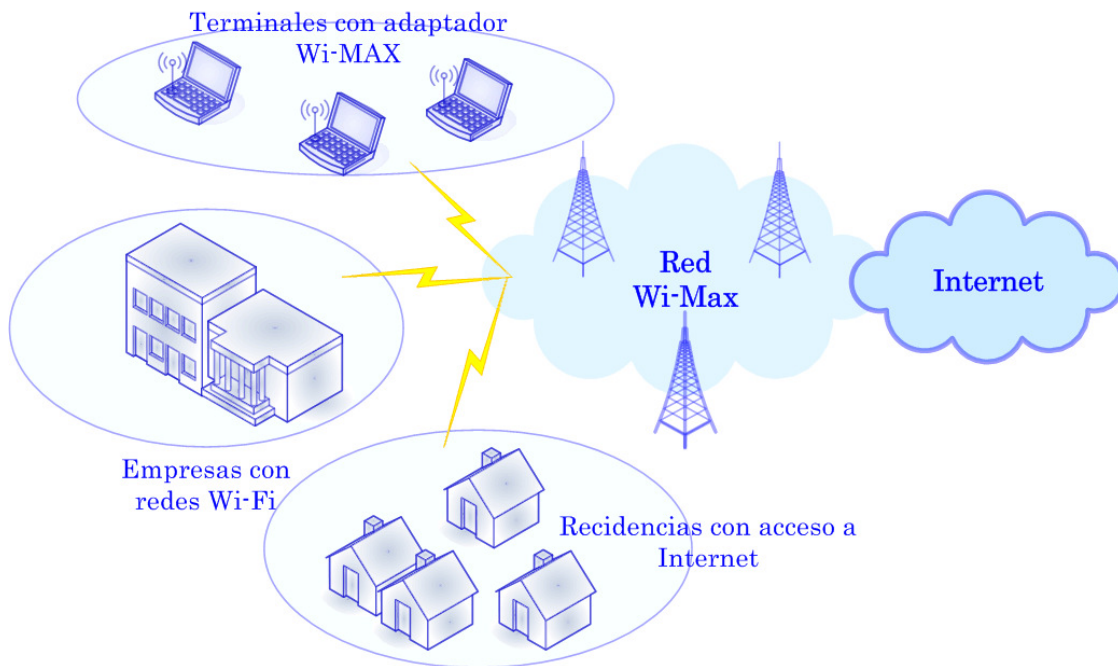 Terminales con adaptador
Wi-MAX
Red
Wi-Max
Internet
Empresas con
redes Wi-Fi
Recidencias con acceso a
Internet